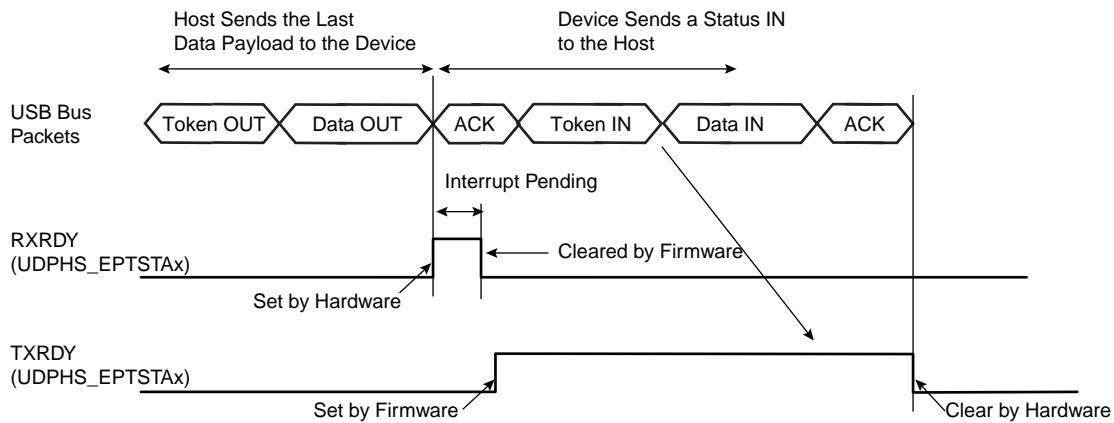 Host Sends the Last
Data Payload to the Device
Device Sends a Status IN
to the Host
USB Bus
Packets
Token OUT
Data OUT
ACK
Token IN
Data IN
ACK
Interrupt Pending
RXRDY
(UDPHS_EPTSTAx)
Cleared by Firmware
Set by Hardware
TXRDY
(UDPHS_EPTSTAx)
Set by Firmware
Clear by Hardware